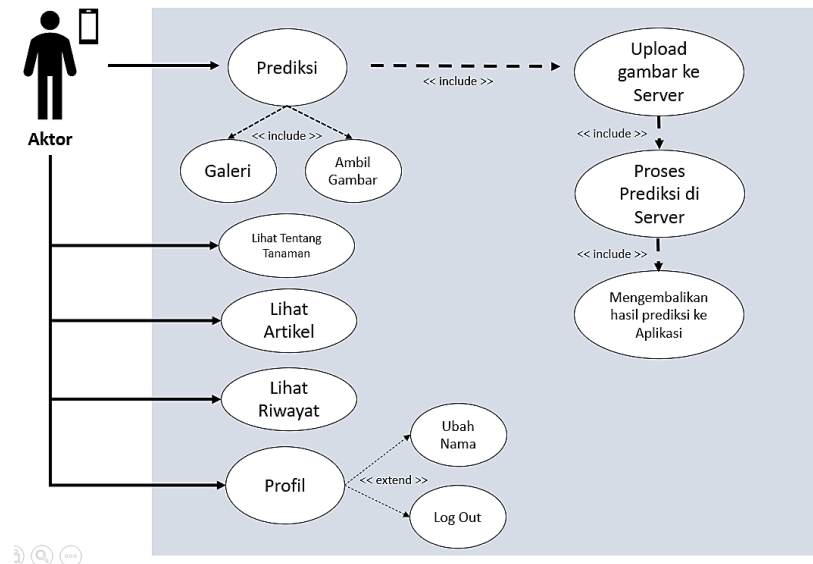 Aktor
Prediksi
<< include >>
Upload
gambar ke
Server
<< include >>
Galeri
Ambil
Gambar
<< include >>
Proses
Prediksi di
Server
Lihat Tentang
Tanaman
<< include >>
Mengembalikan
hasil prediksi ke
Aplikasi
Lihat
Artikel
Lihat
Riwayat
Profil
<< extend >>
Ubah
Nama
Log Out